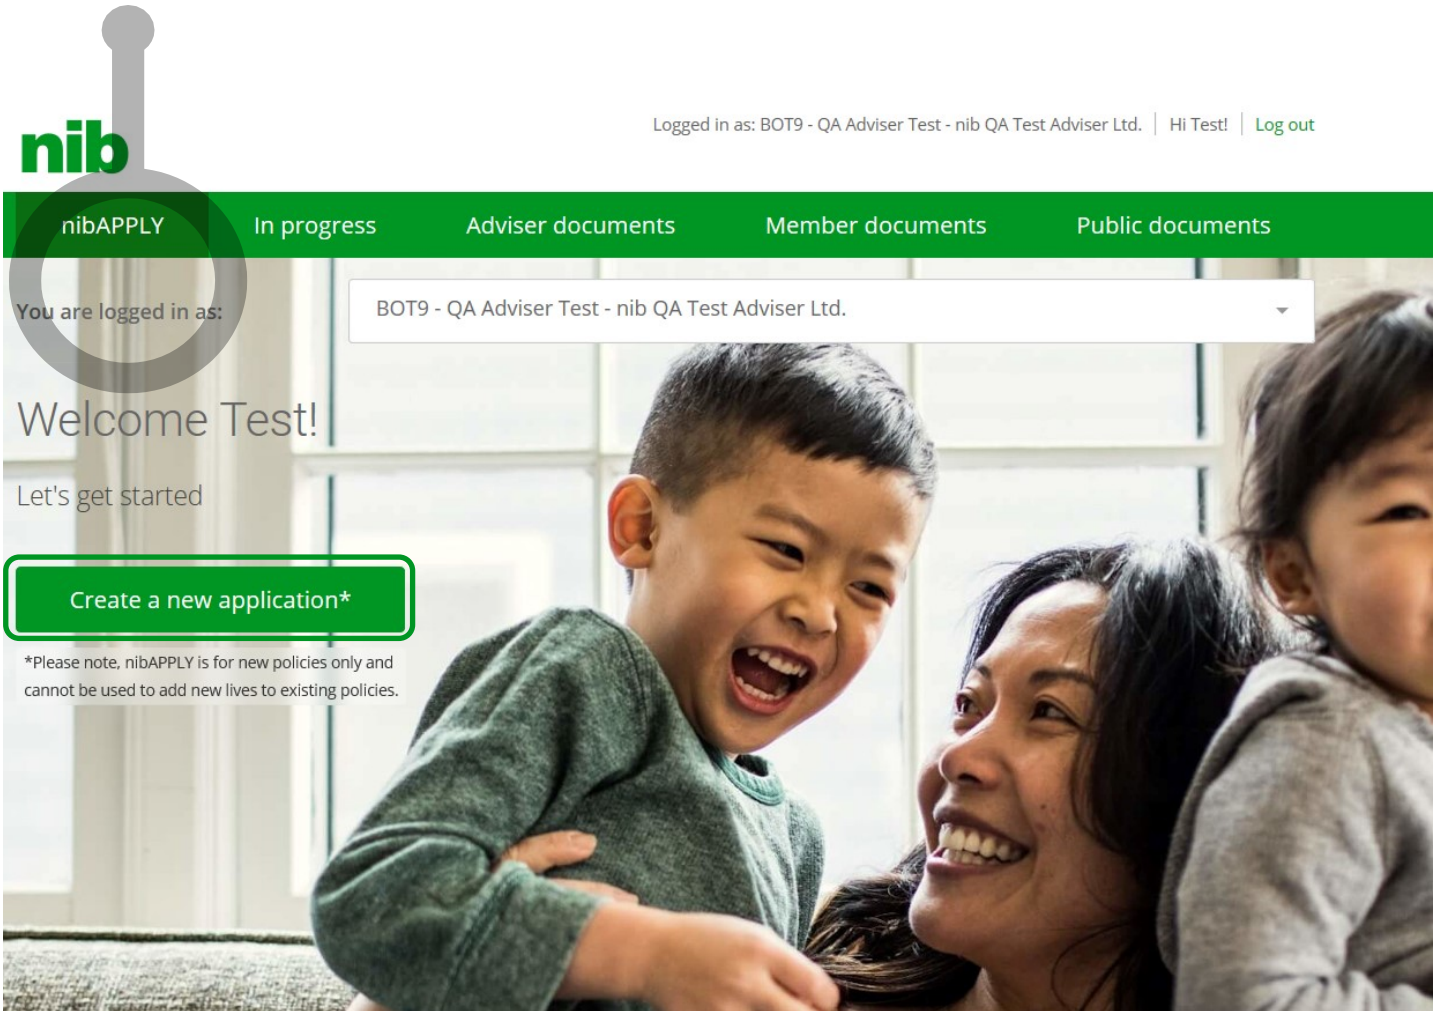 nib
Logged in as: BOT9 - QA Adviser Test - nib QA Test Adviser Ltd. Hi Test! Log out
nibAPPLY In progress Adviser documents Member documents Public documents
You are logged in as: BOT9 - QA Adviser Test - nib QA Test Adviser Ltd.
Welcome Test!
Let's get started
Create a new application*
*Please note, nibAPPLY is for new policies only and
cannot be used to add new lives to existing policies.